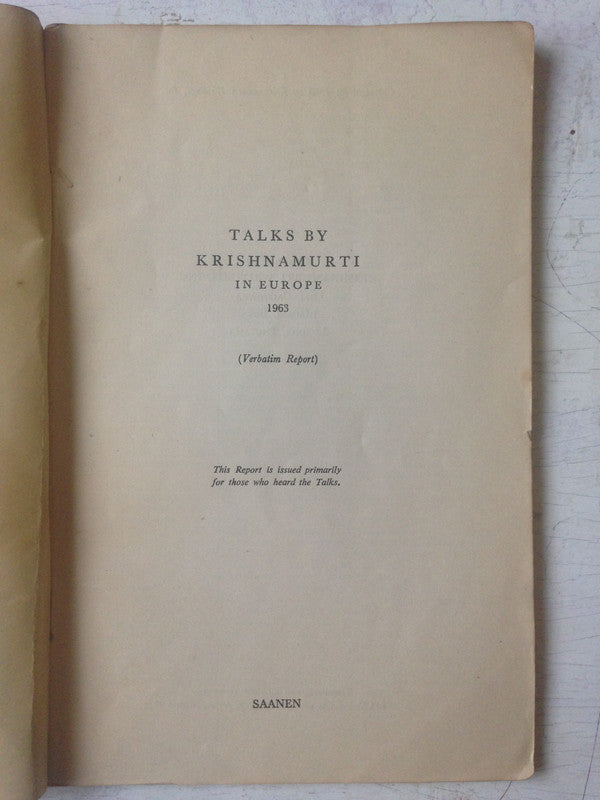 TALKS BY
KRISHNAMURTI
IN EUROPE
1963
(Verbatim Report)
This Report is issued primarily
for those who heard the Talks.
SAANEN